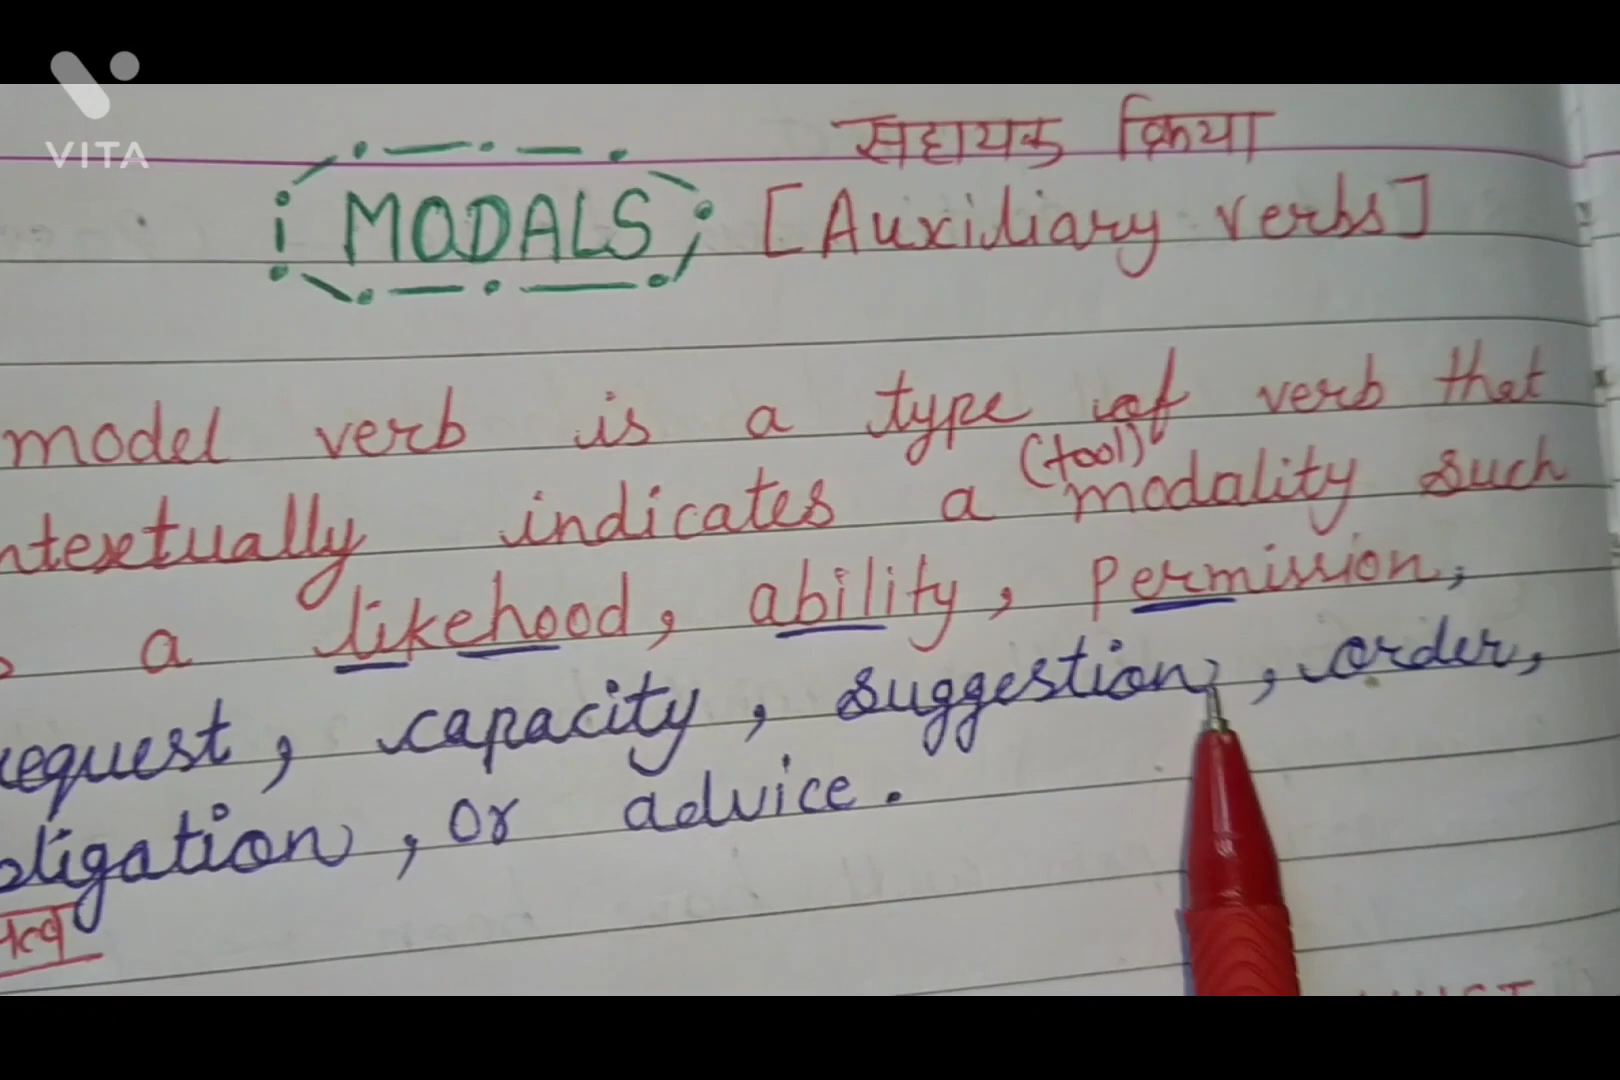 VITA
सहायक क्रिया
MODALS [Auxiliary verbs]
model verb is a type of verb that
ntextually indicates a (tool) modality such
a likehood, ability, permission,
request, capacity, suggestion, order,
bligation, or advice.